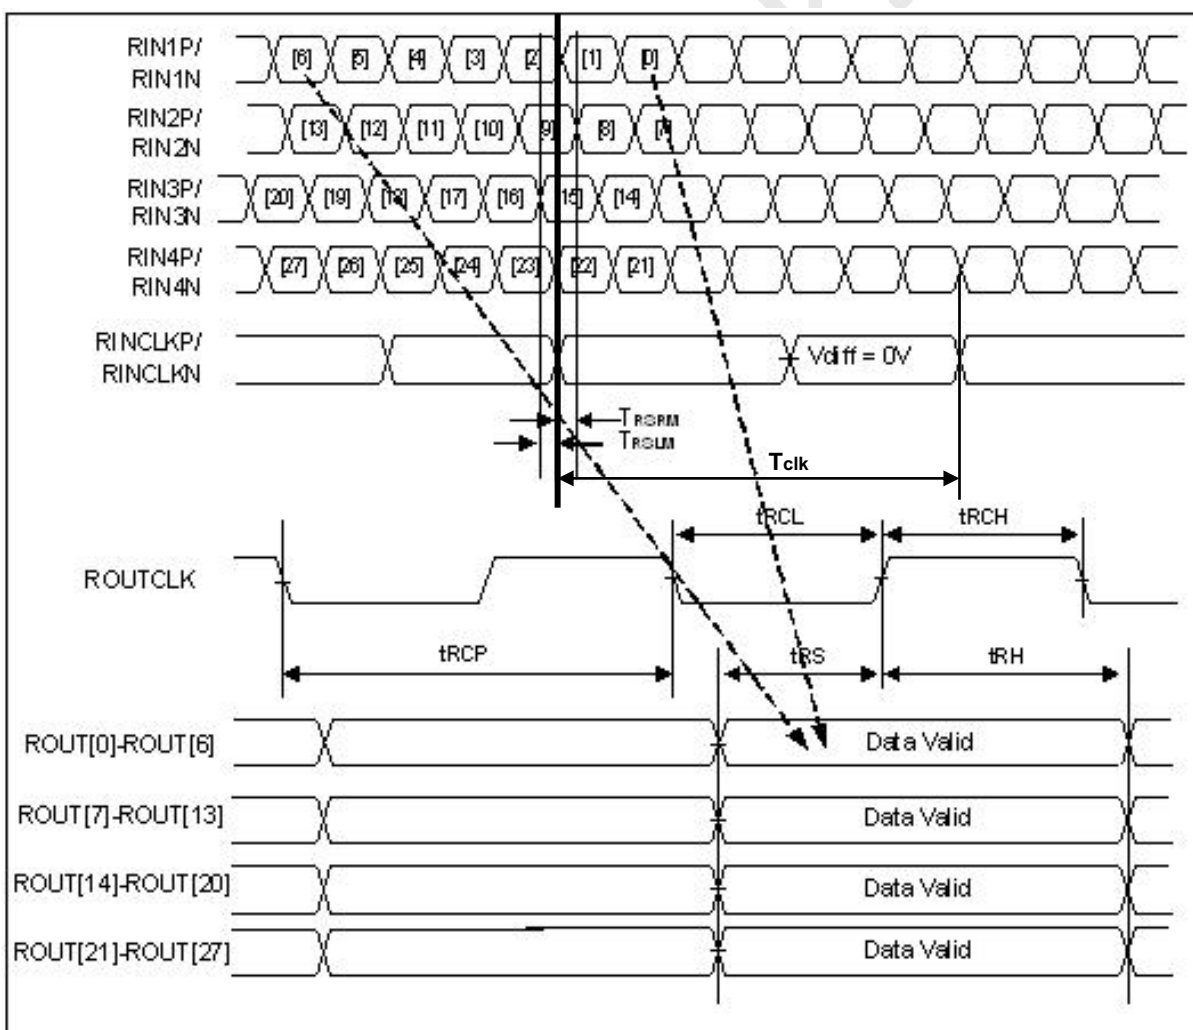 RIN1P/
RIN1N
[6] [5] [4] [3] [2] [1] [0]
RIN2P/
RIN2N
[13] [12] [11] [10] [9] [8] [7]
RIN3P/
RIN3N
[20] [19] [18] [17] [16] [15] [14]
RIN4P/
RIN4N
[27] [26] [25] [24] [23] [22] [21]
RINCLKP/
RINCLKN
Vdiff = 0V
TRSRM
TRSLM
Tclk
tRCL
tRCH
ROUTCLK
tRCP
tRS
tRH
ROUT[0]-ROUT[6]
Data Valid
ROUT[7]-ROUT[13]
Data Valid
ROUT[14]-ROUT[20]
Data Valid
ROUT[21]-ROUT[27]
Data Valid